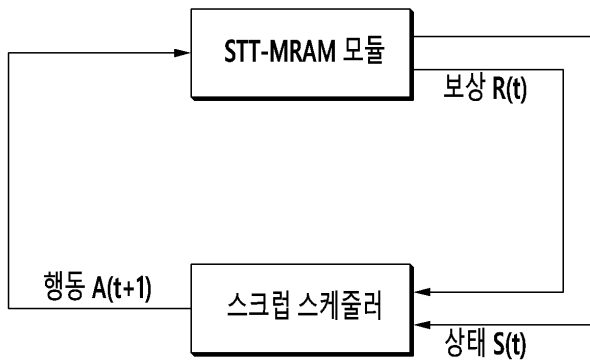 STT-MRAM 모듈
보상 R(t)
행동 A(t+1)
스크럽 스케줄러
상태 S(t)